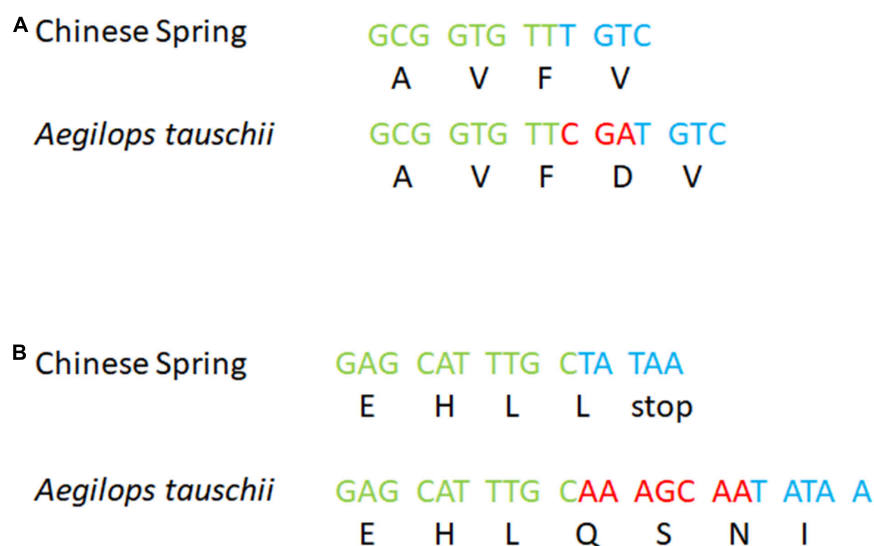 A Chinese Spring GCG GTG TTT GTC
A V F V
Aegilops tauschii GCG GTG TTC GAT GTC
A V F D V
B Chinese Spring GAG CAT TTG CTA TAA
E H L L stop
Aegilops tauschii GAG CAT TTG CAA AGC AAT ATA A
E H L Q S N I